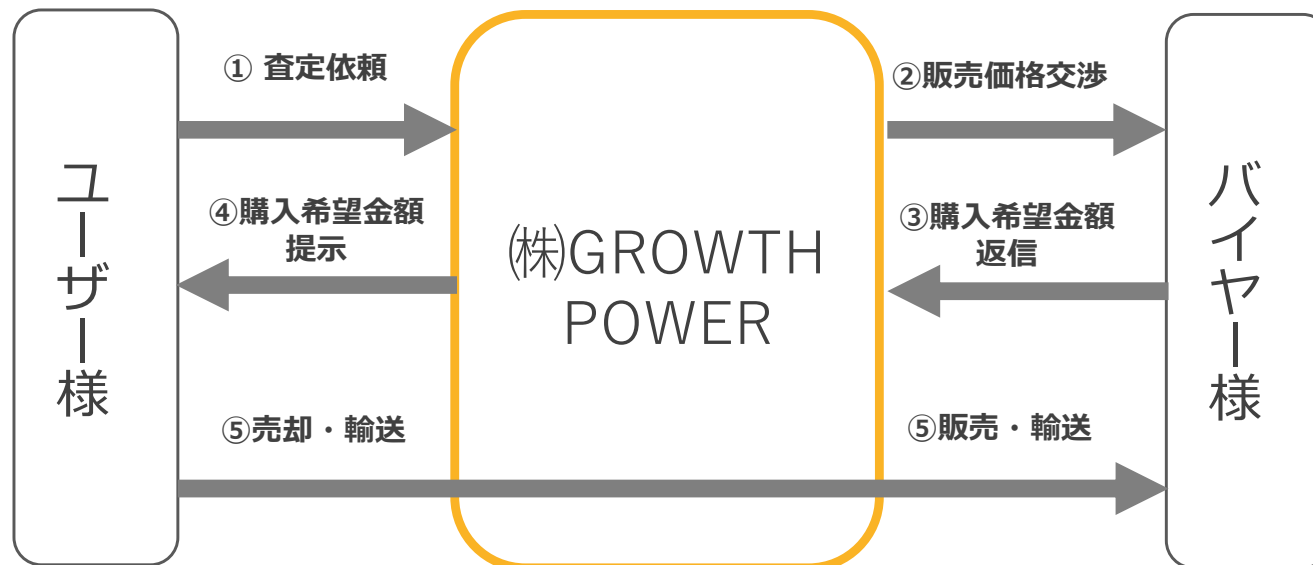 ユーザー様
① 査定依頼
④購入希望金額
提示
⑤売却・輸送
㈱GROWTH
POWER
②販売価格交渉
③購入希望金額
返信
⑤販売・輸送
バイヤー様